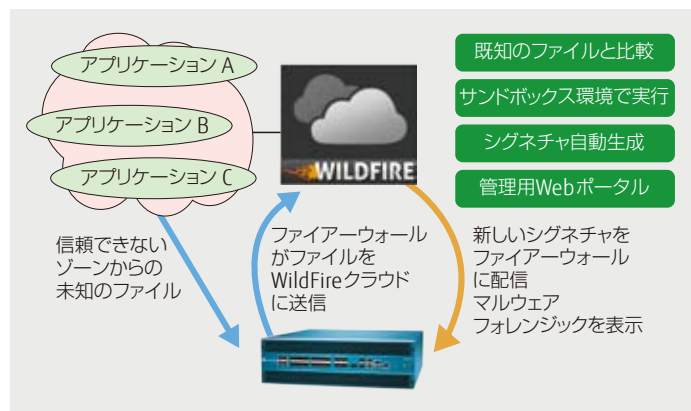 アプリケーション A
アプリケーション B
アプリケーション C
WILDFIRE
既知のファイルと比較
サンドボックス環境で実行
シグネチャ自動生成
管理用Webポータル
信頼できない
ゾーンからの
未知のファイル
ファイアーウォール
がファイルを
WildFireクラウド
に送信
新しいシグネチャを
ファイアーウォール
に配信
マルウェア
フォレンジックを表示